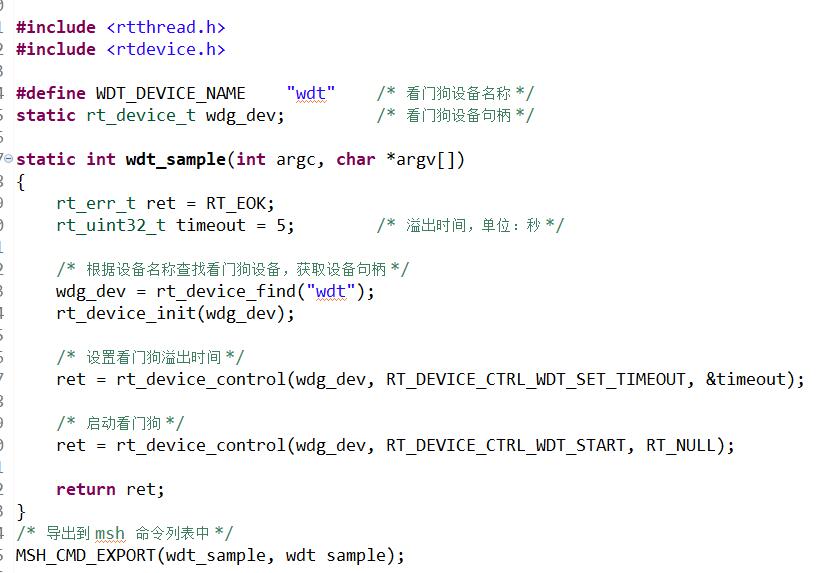 #include <rtthread.h>
#include <rtdevice.h>
#define WDT_DEVICE_NAME    "wdt"    /* 看门狗设备名称 */
static rt_device_t wdg_dev;         /* 看门狗设备句柄 */
static int wdt_sample(int argc, char *argv[])
{
    rt_err_t ret = RT_EOK;
    rt_uint32_t timeout = 5;        /* 溢出时间，单位：秒 */
    /* 根据设备名称查找看门狗设备，获取设备句柄 */
    wdg_dev = rt_device_find("wdt");
    rt_device_init(wdg_dev);
    /* 设置看门狗溢出时间 */
    ret = rt_device_control(wdg_dev, RT_DEVICE_CTRL_WDT_SET_TIMEOUT, &timeout);
    /* 启动看门狗 */
    ret = rt_device_control(wdg_dev, RT_DEVICE_CTRL_WDT_START, RT_NULL);
    return ret;
}
/* 导出到 msh 命令列表中 */
MSH_CMD_EXPORT(wdt_sample, wdt sample);